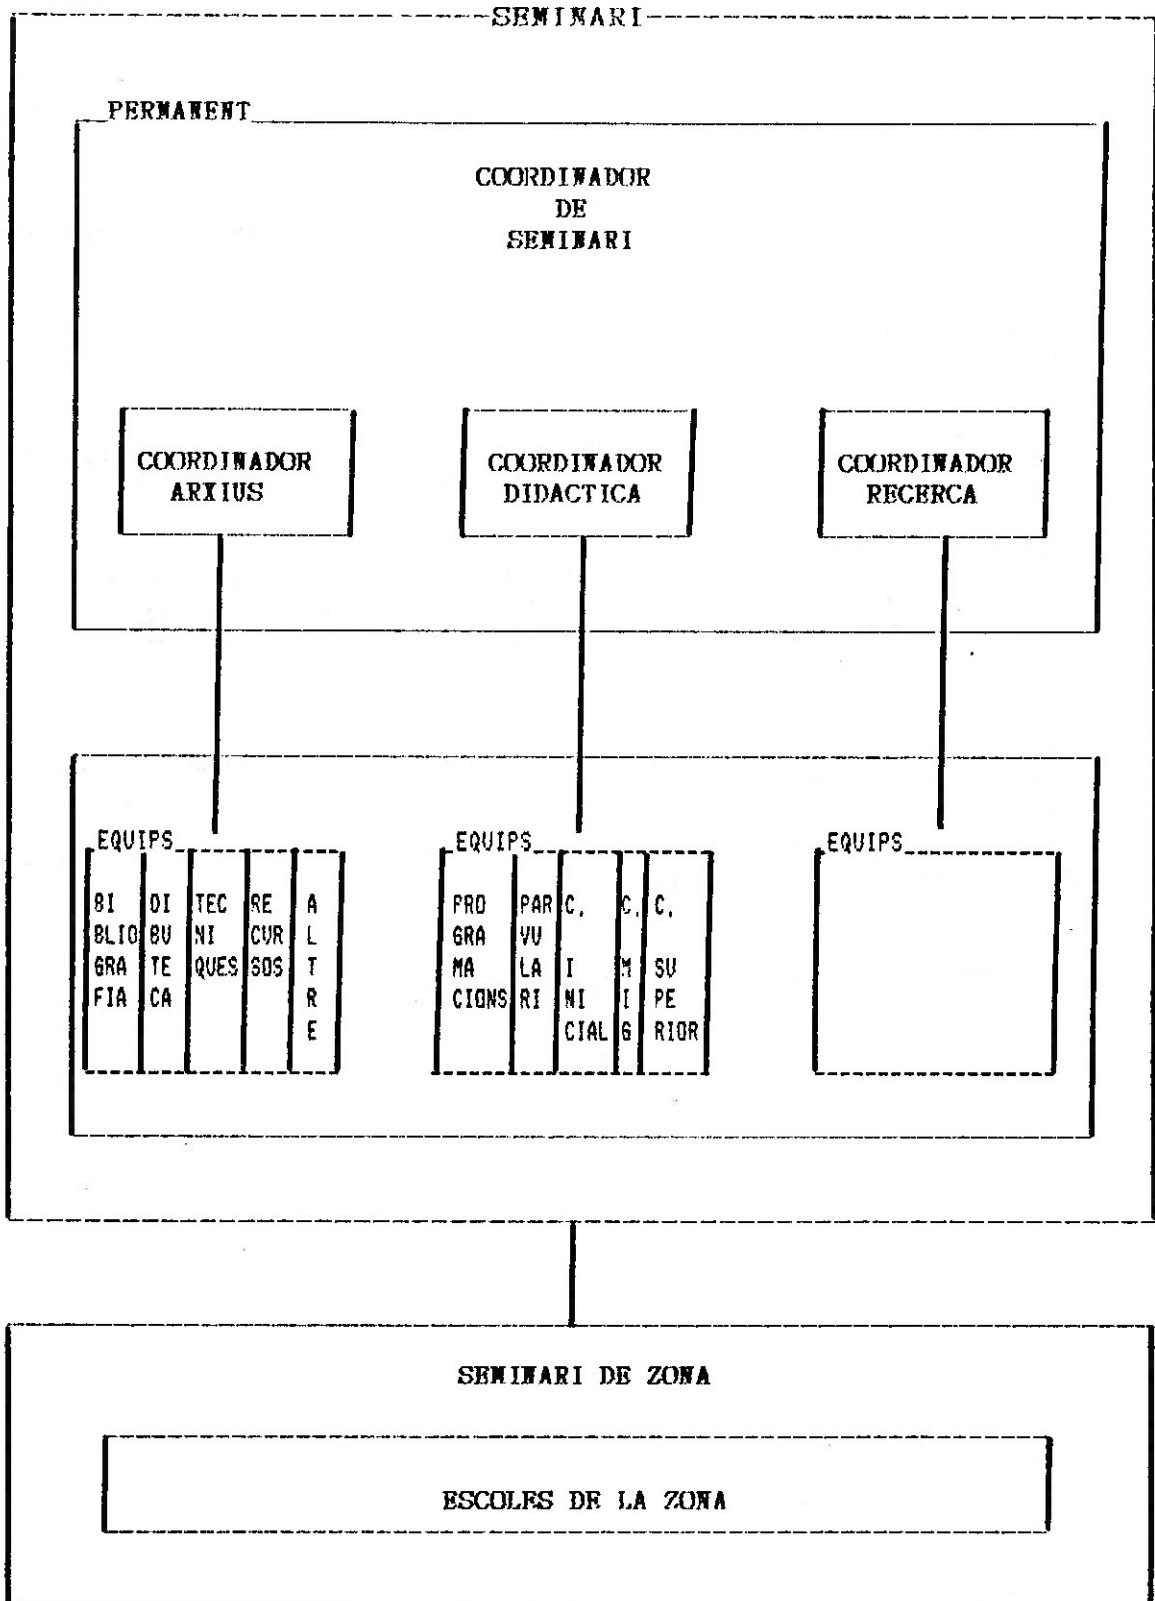 SEMINARI
PERMANENT
COORDINADOR
DE
SEMINARI
COORDINADOR
ARXIUS
COORDINADOR
DIDACTICA
COORDINADOR
RECERCA
EQUIPS
BI
BLIO
GRA
FIA
DI
BU
TE
CA
TEC
NI
QUES
RE
CUR
SOS
A
L
T
R
E
EQUIPS
PRO
GRA
MA
CIONS
PAR
VU
LA
RI
C.
I
NI
CIAL
C.
M
I
G
C.
SU
PE
RIOR
EQUIPS
SEMINARI DE ZONA
ESCOLES DE LA ZONA